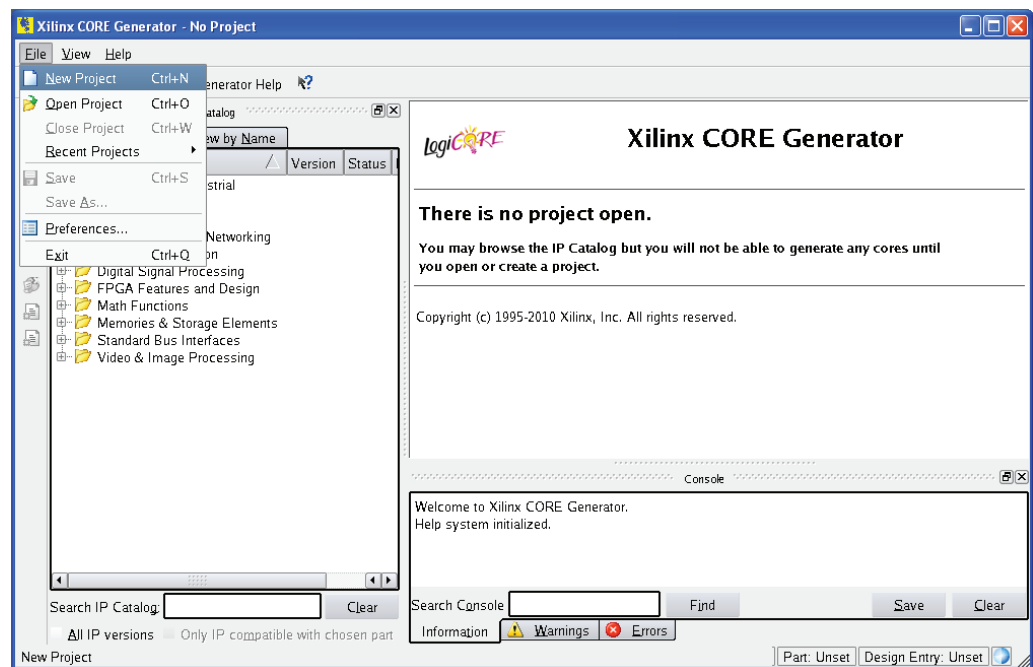 Xilinx CORE Generator - No Project
File View Help
New Project Ctrl+N
Open Project Ctrl+O
Close Project Ctrl+W
Recent Projects
Save Ctrl+S
Save As...
Preferences...
Exit Ctrl+Q
enerator Help
atalog
ew by Name
Version Status
strial
Networking
on
Digital Signal Processing
FPGA Features and Design
Math Functions
Memories & Storage Elements
Standard Bus Interfaces
Video & Image Processing
Search IP Catalog: Clear
All IP versions Only IP compatible with chosen part
LogiCORE
Xilinx CORE Generator
There is no project open.
You may browse the IP Catalog but you will not be able to generate any cores until
you open or create a project.
Copyright (c) 1995-2010 Xilinx, Inc. All rights reserved.
Console
Welcome to Xilinx CORE Generator.
Help system initialized.
Search Console Find Save Clear
Information Warnings Errors
New Project
Part: Unset Design Entry: Unset